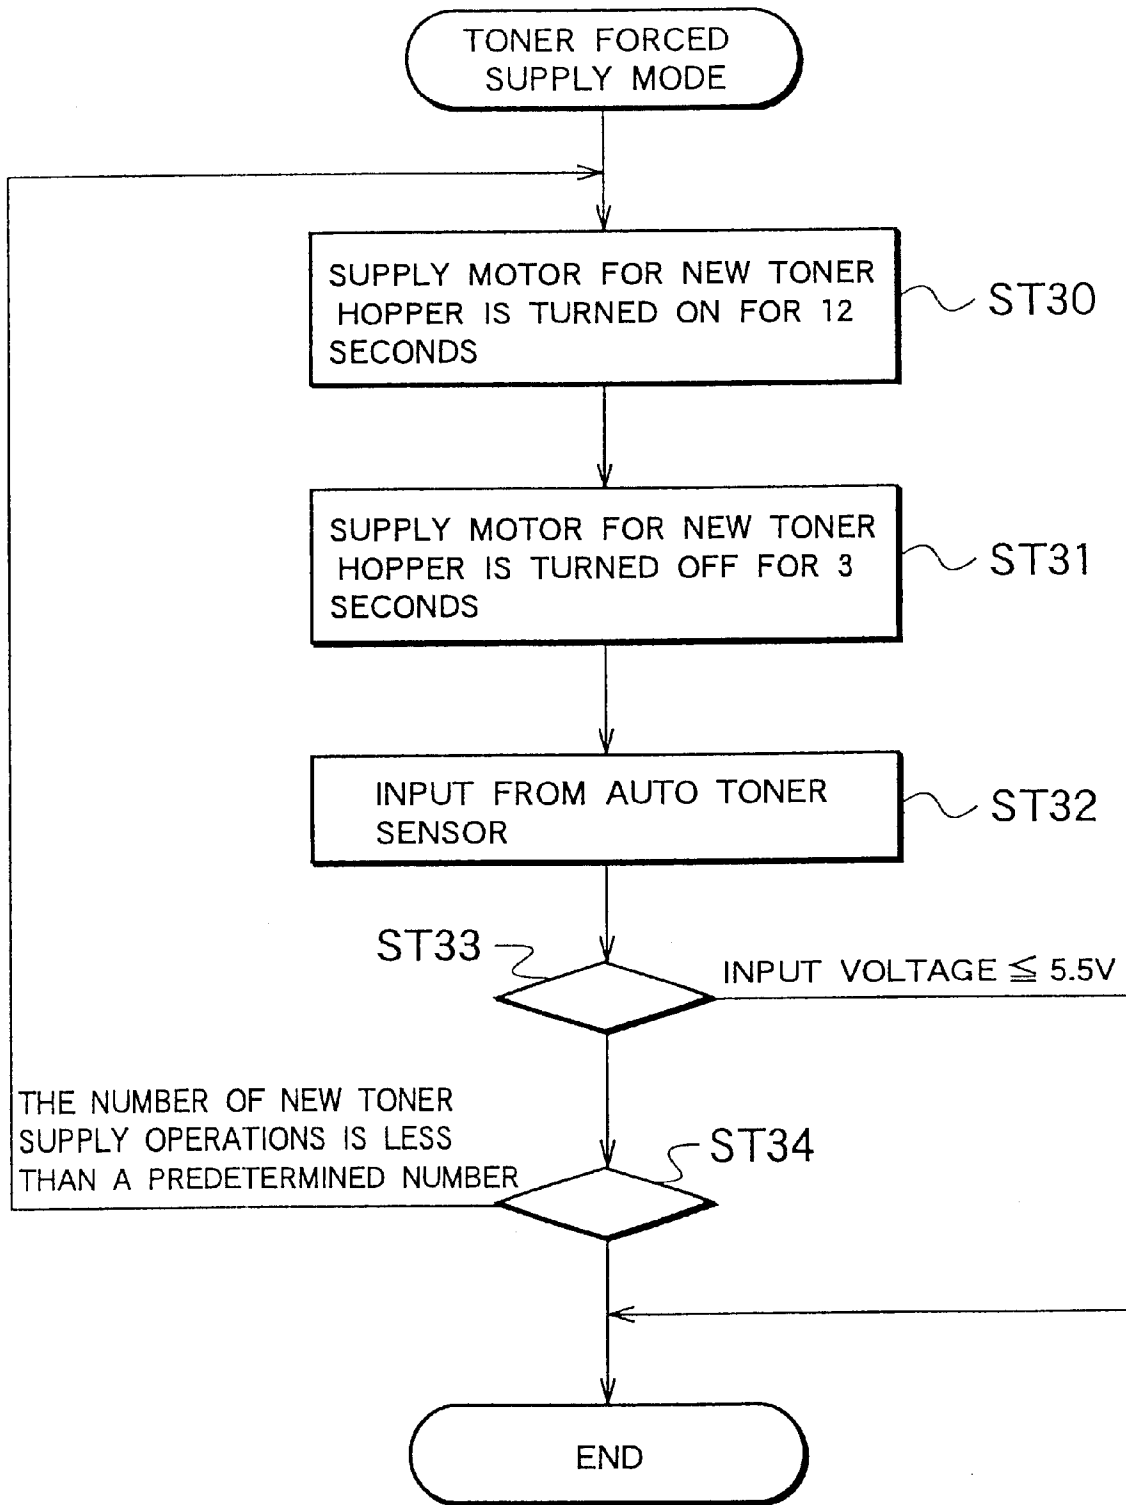 TONER FORCED
SUPPLY MODE
SUPPLY MOTOR FOR NEW TONER
HOPPER IS TURNED ON FOR 12
SECONDS
ST30
SUPPLY MOTOR FOR NEW TONER
HOPPER IS TURNED OFF FOR 3
SECONDS
ST31
INPUT FROM AUTO TONER
SENSOR
ST32
ST33
INPUT VOLTAGE ≦ 5.5V
THE NUMBER OF NEW TONER
SUPPLY OPERATIONS IS LESS
THAN A PREDETERMINED NUMBER
ST34
END